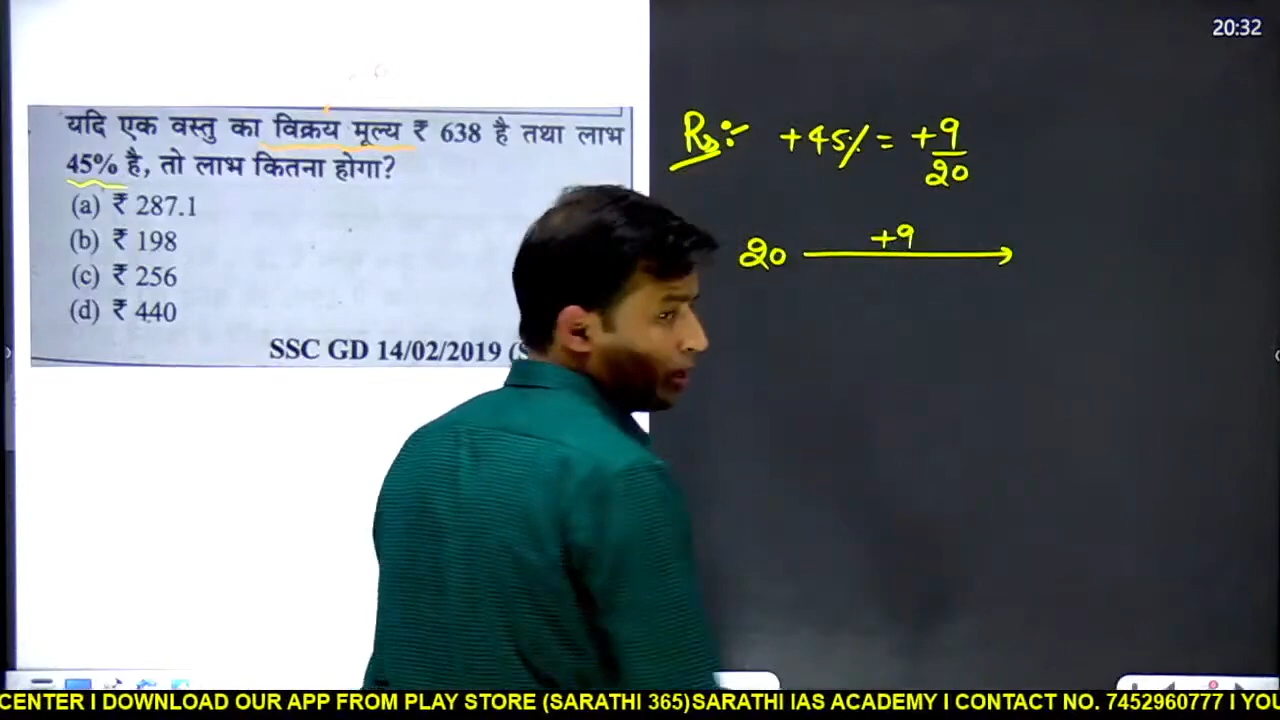 20:32
यदि एक वस्तु का विक्रय मूल्य ₹ 638 है तथा लाभ
45% है, तो लाभ कितना होगा?
(a) ₹ 287.1
(b) ₹ 198
(c) ₹ 256
(d) ₹ 440
SSC GD 14/02/2019 (S
Rs:- +45% = +9/20
20 +9
CENTER I DOWNLOAD OUR APP FROM PLAY STORE (SARATHI 365)SARATHI IAS ACADEMY I CONTACT NO. 7452960777 I YOU